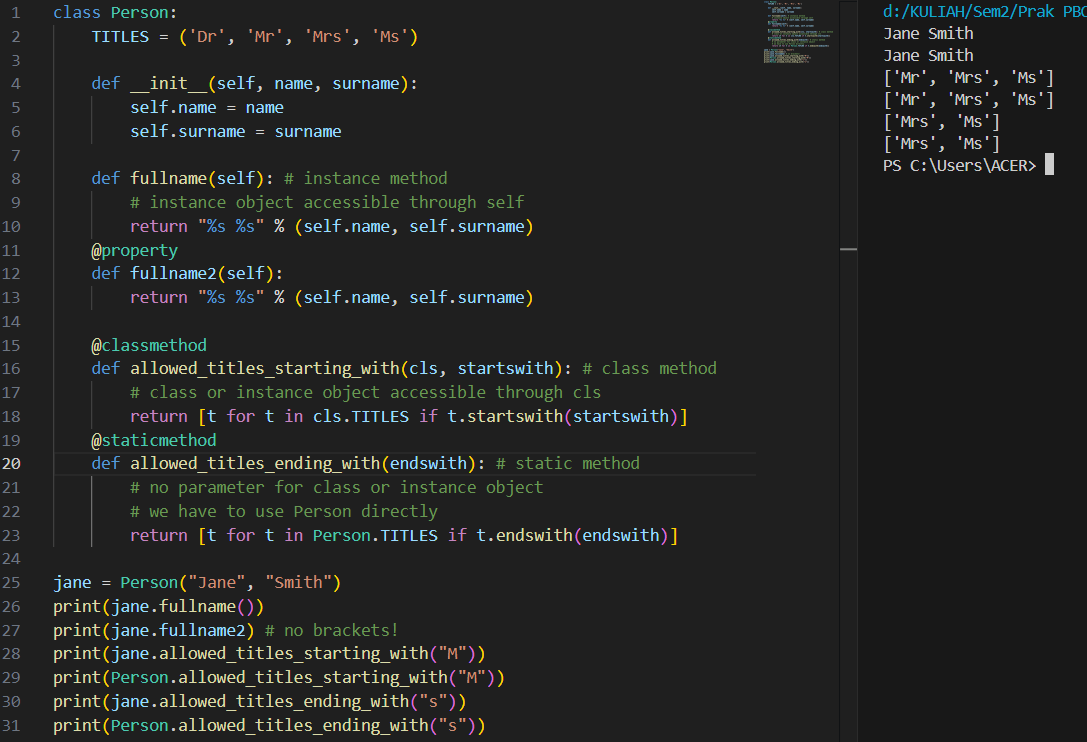 1 class Person:
2     TITLES = ('Dr', 'Mr', 'Mrs', 'Ms')
3
4     def __init__(self, name, surname):
5         self.name = name
6         self.surname = surname
7
8     def fullname(self): # instance method
9         # instance object accessible through self
10         return "%s %s" % (self.name, self.surname)
11     @property
12     def fullname2(self):
13         return "%s %s" % (self.name, self.surname)
14
15     @classmethod
16     def allowed_titles_starting_with(cls, startswith): # class method
17         # class or instance object accessible through cls
18         return [t for t in cls.TITLES if t.startswith(startswith)]
19     @staticmethod
20     def allowed_titles_ending_with(endswith): # static method
21         # no parameter for class or instance object
22         # we have to use Person directly
23         return [t for t in Person.TITLES if t.endswith(endswith)]
24
25 jane = Person("Jane", "Smith")
26 print(jane.fullname())
27 print(jane.fullname2) # no brackets!
28 print(jane.allowed_titles_starting_with("M"))
29 print(Person.allowed_titles_starting_with("M"))
30 print(jane.allowed_titles_ending_with("s"))
31 print(Person.allowed_titles_ending_with("s"))
d:/KULIAH/Sem2/Prak PBO
Jane Smith
Jane Smith
['Mr', 'Mrs', 'Ms']
['Mr', 'Mrs', 'Ms']
['Mrs', 'Ms']
['Mrs', 'Ms']
PS C:\Users\ACER>